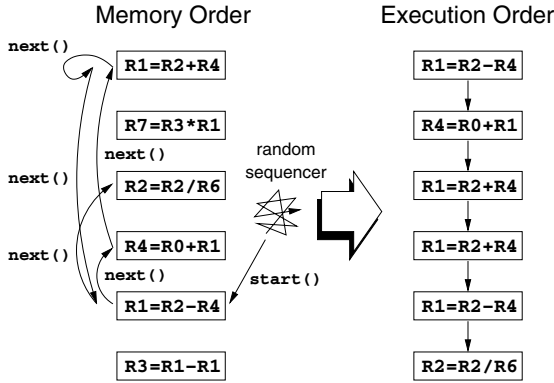 Memory Order
next()
R1=R2+R4
R7=R3*R1
next()
next()
R2=R2/R6
R4=R0+R1
next()
next()
R1=R2-R4
R3=R1-R1
random
sequencer
start()
Execution Order
R1=R2-R4
R4=R0+R1
R1=R2+R4
R1=R2+R4
R1=R2-R4
R2=R2/R6